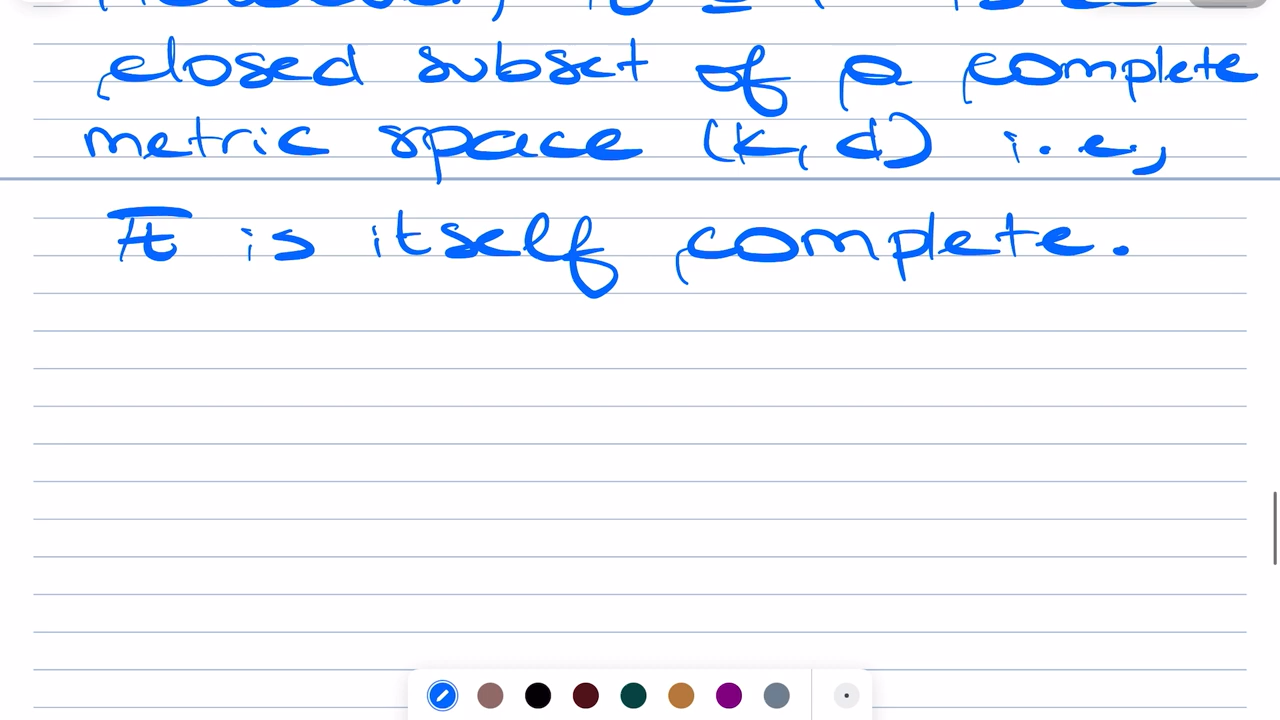 closed subset of a complete
metric space (K, d) i.e.,
is itself complete.